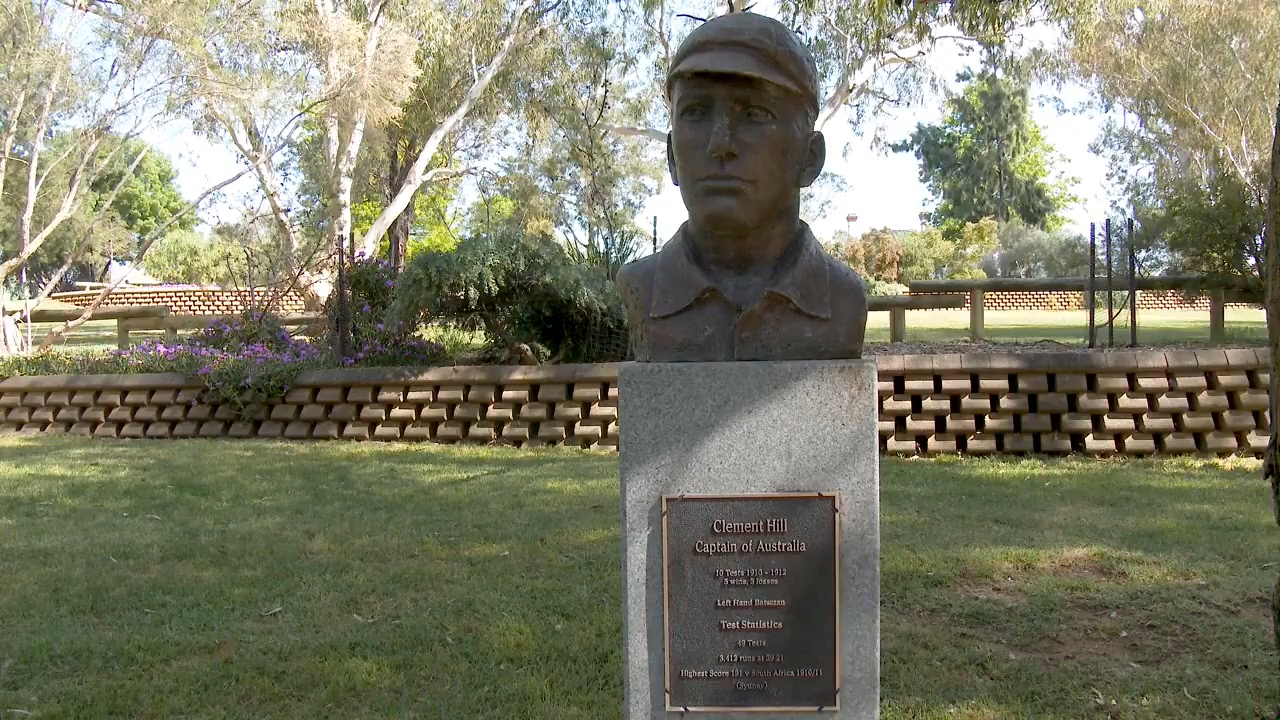 Clement Hill
Captain of Australia
10 Tests 1910 - 1912
5 wins, 5 losses
Left Hand Batsman
Test Statistics
49 Tests
3,412 runs at 39.21
Highest Score 191 v South Africa 1910/11
(Sydney)